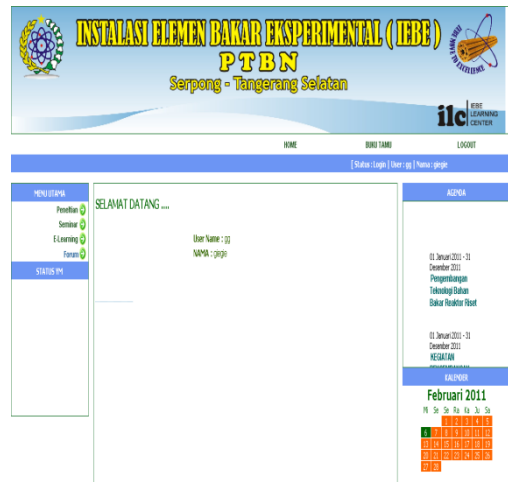 INSTALASI ELEMEN BAKAR EKSPERIMENTAL ( IEBE )
PTBN
Serpong - Tangerang Selatan
ilc IEBE LEARNING CENTER
HOME BUKU TAMU LOGOUT
[ Status : Login ] User : gg ] Nama : giegie
MENU UTAMA
Penelitian
Seminar
E-Learning
Forum
STATUS YM
SELAMAT DATANG ....
User Name : gg
NAMA : giegie
AGENDA
01 Januari 2011 - 31
Desember 2011
Pengembangan
Teknologi Bahan
Bakar Reaktor Riset
01 Januari 2011 - 31
Desember 2011
KEGIATAN
KALENDER
Februari 2011
Mi Se Se Ra Ka Ju Sa
1 2 3 4 5
6 7 8 9 10 11 12
13 14 15 16 17 18 19
20 21 22 23 24 25 26
27 28